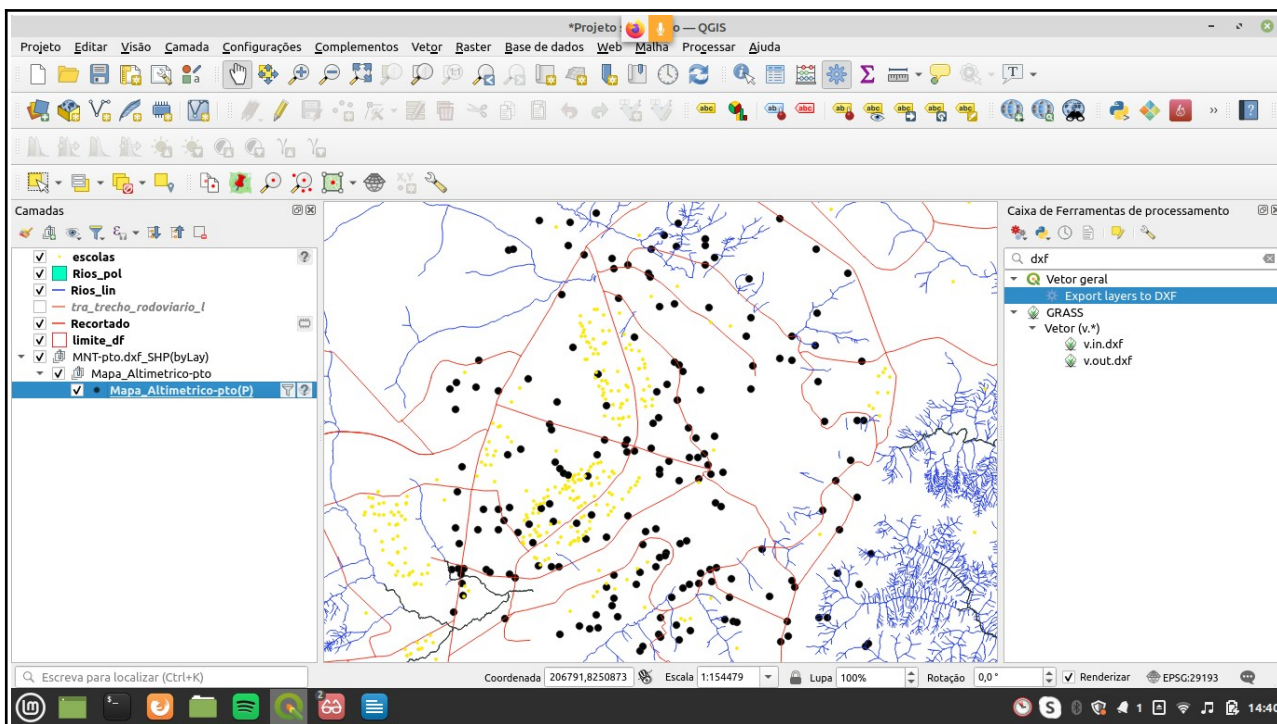 *Projeto s o — QGIS
Projeto Editar Visão Camada Configurações Complementos Vetor Raster Base de dados Web Malha Processar Ajuda
Camadas
escolas
Rios_pol
Rios_lin
tra_trecho_rodoviario_l
Recortado
limite_df
MNT-pto.dxf_SHP(byLay)
Mapa_Altimetrico-pto
Mapa_Altimetrico-pto(P)
Caixa de Ferramentas de processamento
dxf
Vetor geral
Export layers to DXF
GRASS
Vetor (v.*)
v.in.dxf
v.out.dxf
Escreva para localizar (Ctrl+K)
Coordenada 206791,8250873 Escala 1:154479 Lupa 100% Rotação 0,0 ° Renderizar EPSG:29193
2
1
14:40